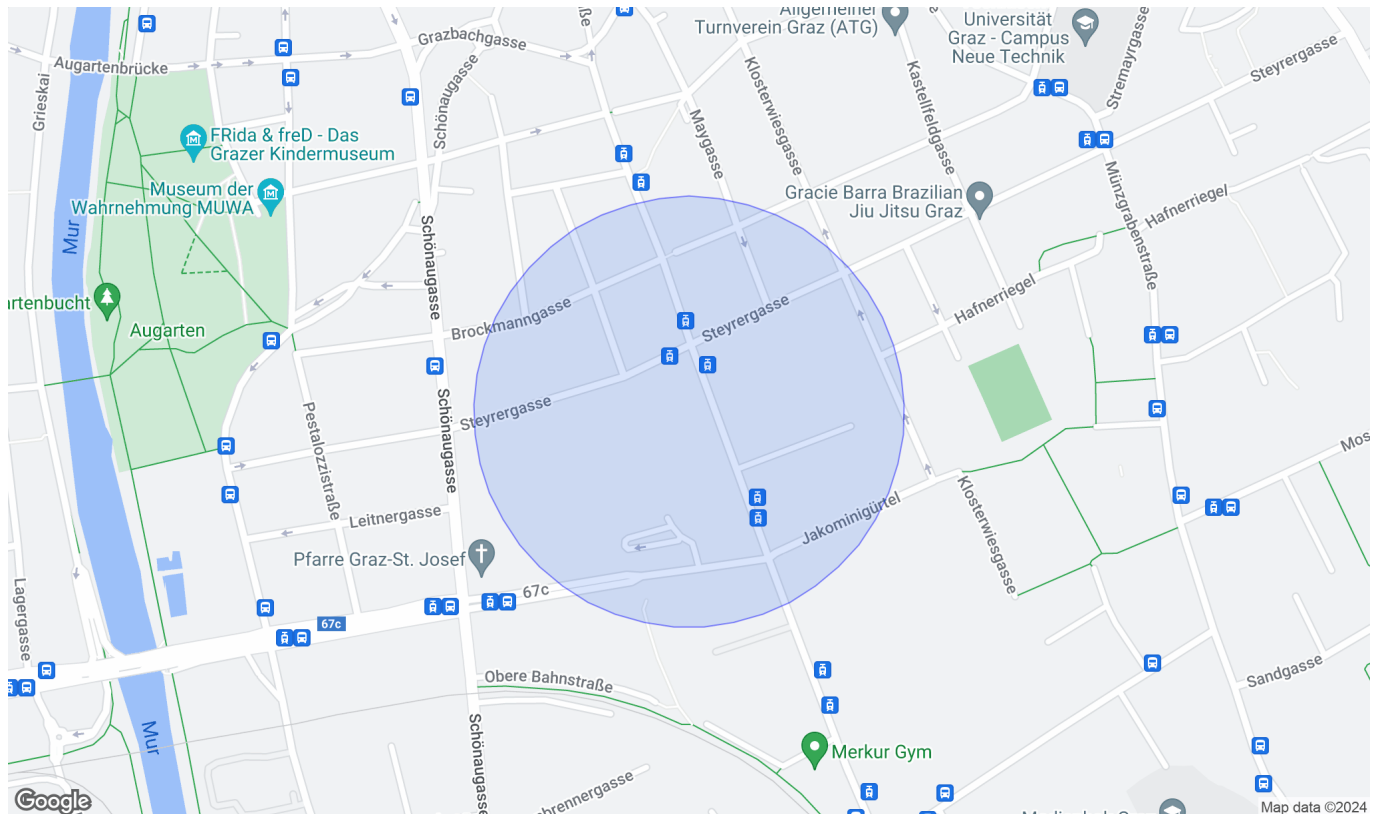 Allgemeiner
Turnverein Graz (ATG)
Universität
Graz - Campus
Neue Technik
Grazbachgasse
Augartenbrücke
Grieskai
Schönaugasse
Stremayrgasse
Steyrergasse
Klosterwiesgasse
Kastellfeldgasse
Maygasse
FRida & freD - Das
Grazer Kindermuseum
Museum der
Wahrnehmung MUWA
Gracie Barra Brazilian
Jiu Jitsu Graz
Münzgrabenstraße
Hafnerriegel
Mur
Schönaugasse
Hafnerriegel
Augarten
Brockmanngasse
Steyrergasse
Steyrergasse
Schönaugasse
Pestalozzistraße
Leitnergasse
Jakominigürtel
Klosterwiesgasse
Pfarre Graz-St. Josef
67c
67c
Lagergasse
Obere Bahnstraße
Sandgasse
Mur
Schönaugasse
Merkur Gym
Google
Map data ©2024